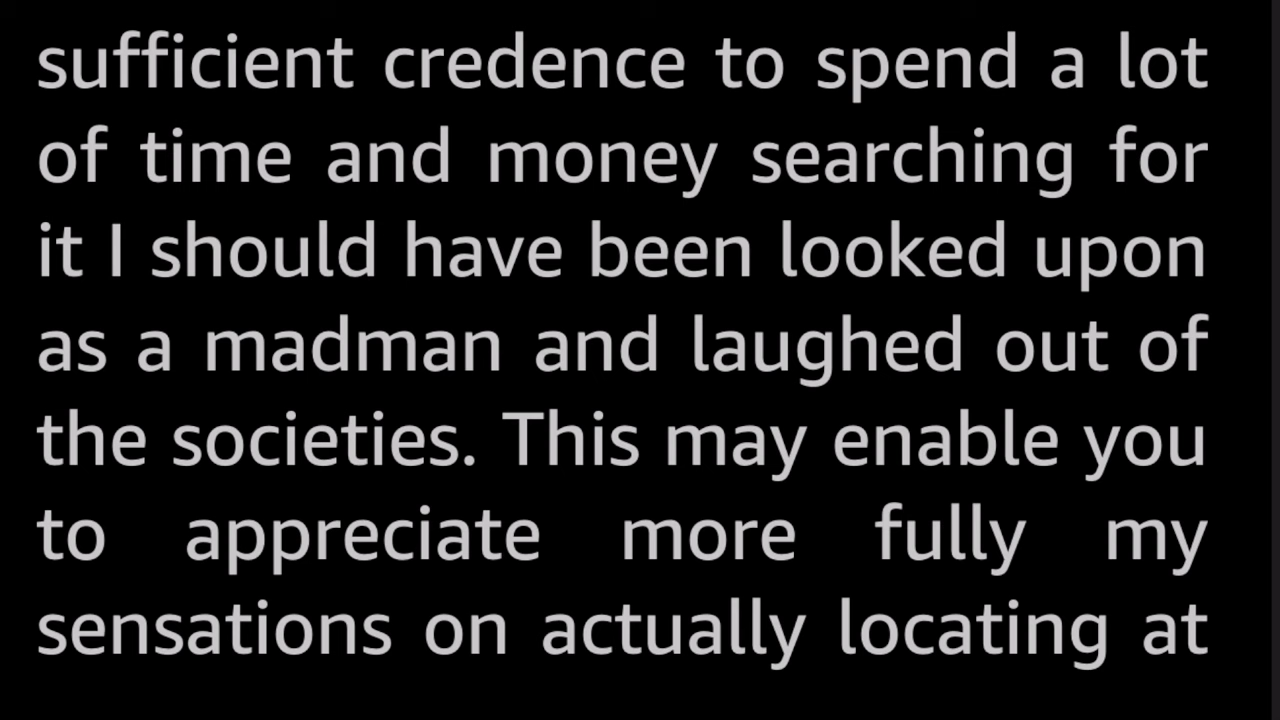 sufficient credence to spend a lot
of time and money searching for
it I should have been looked upon
as a madman and laughed out of
the societies. This may enable you
to appreciate more fully my
sensations on actually locating at